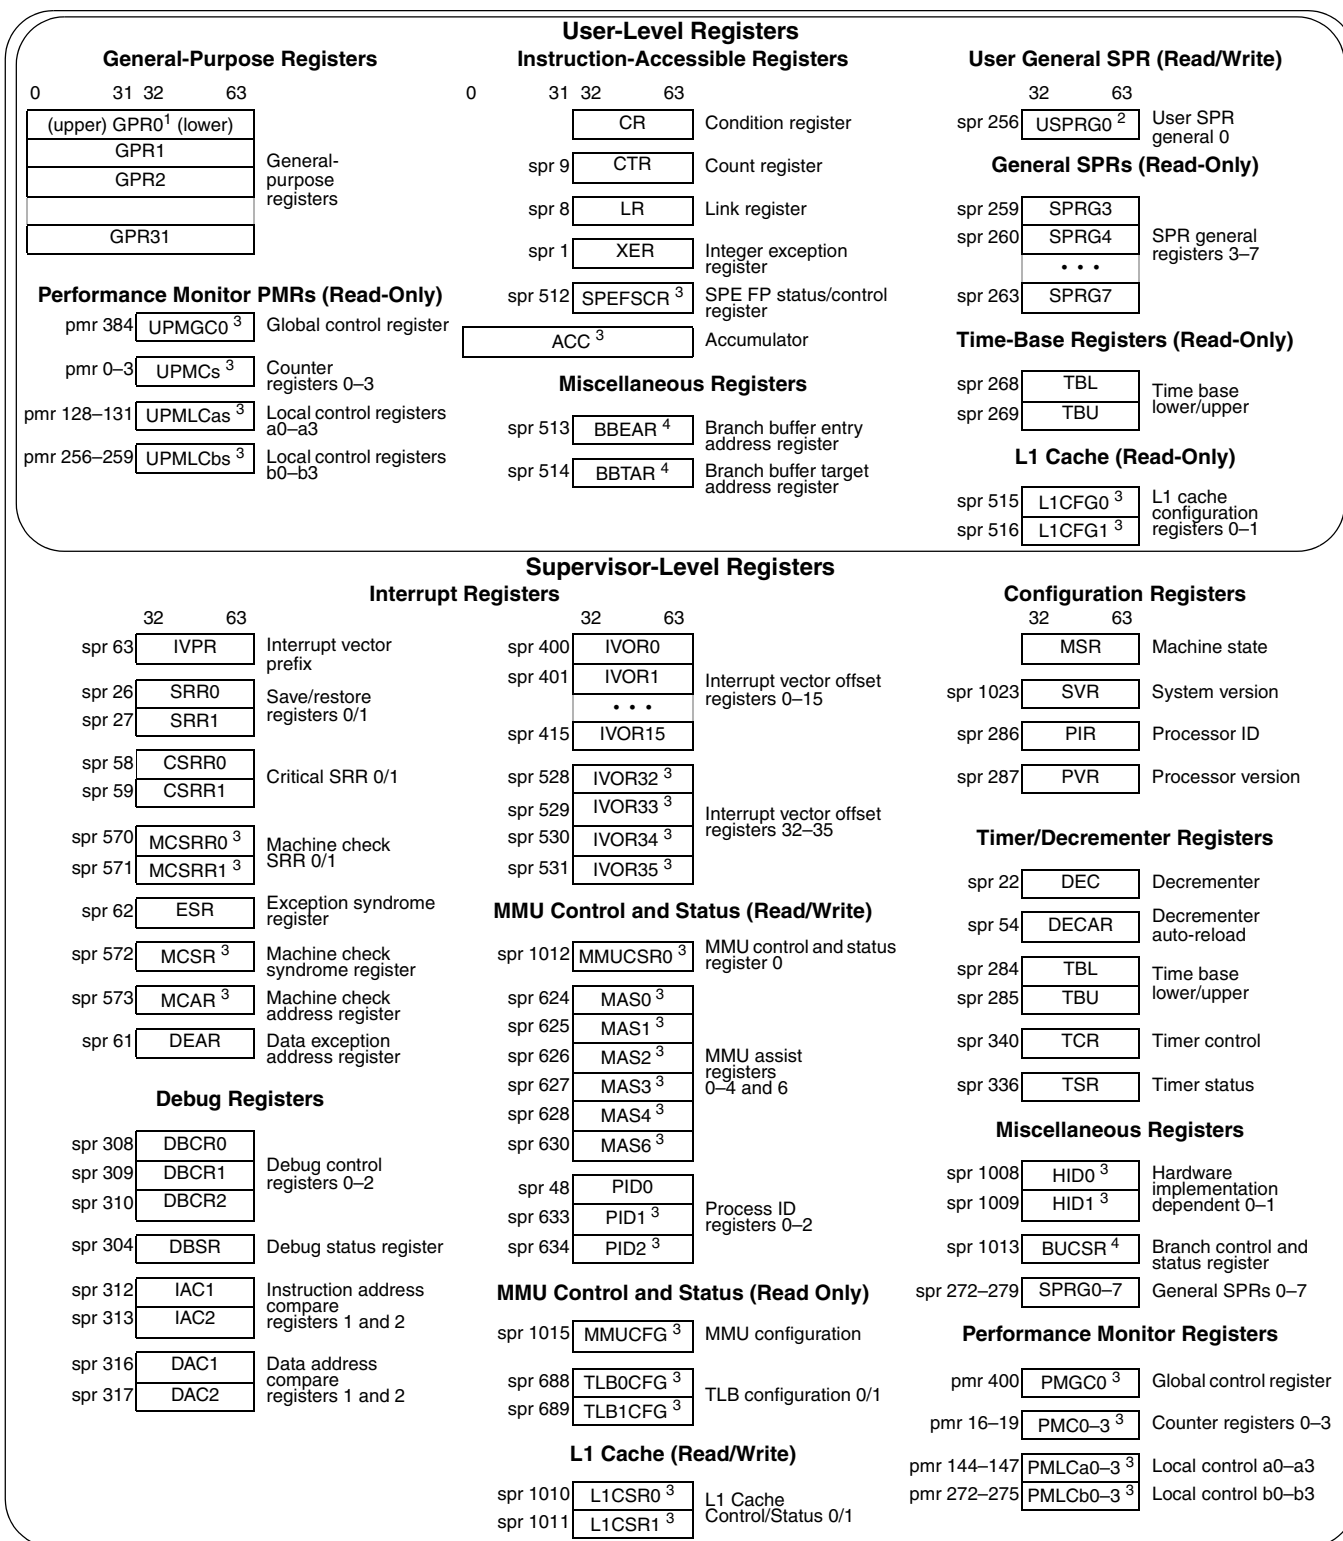 User-Level Registers
General-Purpose Registers
0 31 32 63
(upper) GPR0 1 (lower)
GPR1
GPR2
GPR31
General-
purpose
registers
Performance Monitor PMRs (Read-Only)
pmr 384 UPMGC0 3 Global control register
pmr 0–3 UPMCs 3 Counter
registers 0–3
pmr 128–131 UPMLCas 3 Local control registers
a0–a3
pmr 256–259 UPMLCbs 3 Local control registers
b0–b3
Instruction-Accessible Registers
0 31 32 63
CR Condition register
spr 9 CTR Count register
spr 8 LR Link register
spr 1 XER Integer exception
register
spr 512 SPEFSCR 3 SPE FP status/control
register
ACC 3 Accumulator
Miscellaneous Registers
spr 513 BBEAR 4 Branch buffer entry
address register
spr 514 BBTAR 4 Branch buffer target
address register
User General SPR (Read/Write)
32 63
spr 256 USPRG0 2 User SPR
general 0
General SPRs (Read-Only)
spr 259 SPRG3
spr 260 SPRG4
• • •
spr 263 SPRG7
SPR general
registers 3–7
Time-Base Registers (Read-Only)
spr 268 TBL
spr 269 TBU
Time base
lower/upper
L1 Cache (Read-Only)
spr 515 L1CFG0 3
spr 516 L1CFG1 3
L1 cache
configuration
registers 0–1
Supervisor-Level Registers
Interrupt Registers
32 63
spr 63 IVPR Interrupt vector
prefix
spr 26 SRR0
spr 27 SRR1
Save/restore
registers 0/1
spr 58 CSRR0
spr 59 CSRR1
Critical SRR 0/1
spr 570 MCSRR0 3
spr 571 MCSRR1 3
Machine check
SRR 0/1
spr 62 ESR Exception syndrome
register
spr 572 MCSR 3 Machine check
syndrome register
spr 573 MCAR 3 Machine check
address register
spr 61 DEAR Data exception
address register
Debug Registers
spr 308 DBCR0
spr 309 DBCR1
spr 310 DBCR2
Debug control
registers 0–2
spr 304 DBSR Debug status register
spr 312 IAC1
spr 313 IAC2
Instruction address
compare
registers 1 and 2
spr 316 DAC1
spr 317 DAC2
Data address
compare
registers 1 and 2
32 63
spr 400 IVOR0
spr 401 IVOR1
• • •
spr 415 IVOR15
Interrupt vector offset
registers 0–15
spr 528 IVOR32 3
spr 529 IVOR33 3
spr 530 IVOR34 3
spr 531 IVOR35 3
Interrupt vector offset
registers 32–35
MMU Control and Status (Read/Write)
spr 1012 MMUCSR0 3 MMU control and status
register 0
spr 624 MAS0 3
spr 625 MAS1 3
spr 626 MAS2 3
spr 627 MAS3 3
spr 628 MAS4 3
spr 630 MAS6 3
MMU assist
registers
0–4 and 6
spr 48 PID0
spr 633 PID1 3
spr 634 PID2 3
Process ID
registers 0–2
MMU Control and Status (Read Only)
spr 1015 MMUCFG 3 MMU configuration
spr 688 TLB0CFG 3
spr 689 TLB1CFG 3
TLB configuration 0/1
L1 Cache (Read/Write)
spr 1010 L1CSR0 3
spr 1011 L1CSR1 3
L1 Cache
Control/Status 0/1
Configuration Registers
32 63
MSR Machine state
spr 1023 SVR System version
spr 286 PIR Processor ID
spr 287 PVR Processor version
Timer/Decrementer Registers
spr 22 DEC Decrementer
spr 54 DECAR Decrementer
auto-reload
spr 284 TBL
spr 285 TBU
Time base
lower/upper
spr 340 TCR Timer control
spr 336 TSR Timer status
Miscellaneous Registers
spr 1008 HID0 3
spr 1009 HID1 3
Hardware
implementation
dependent 0–1
spr 1013 BUCSR 4 Branch control and
status register
spr 272–279 SPRG0–7 General SPRs 0–7
Performance Monitor Registers
pmr 400 PMGC0 3 Global control register
pmr 16–19 PMC0–3 3 Counter registers 0–3
pmr 144–147 PMLCa0–3 3 Local control a0–a3
pmr 272–275 PMLCb0–3 3 Local control b0–b3